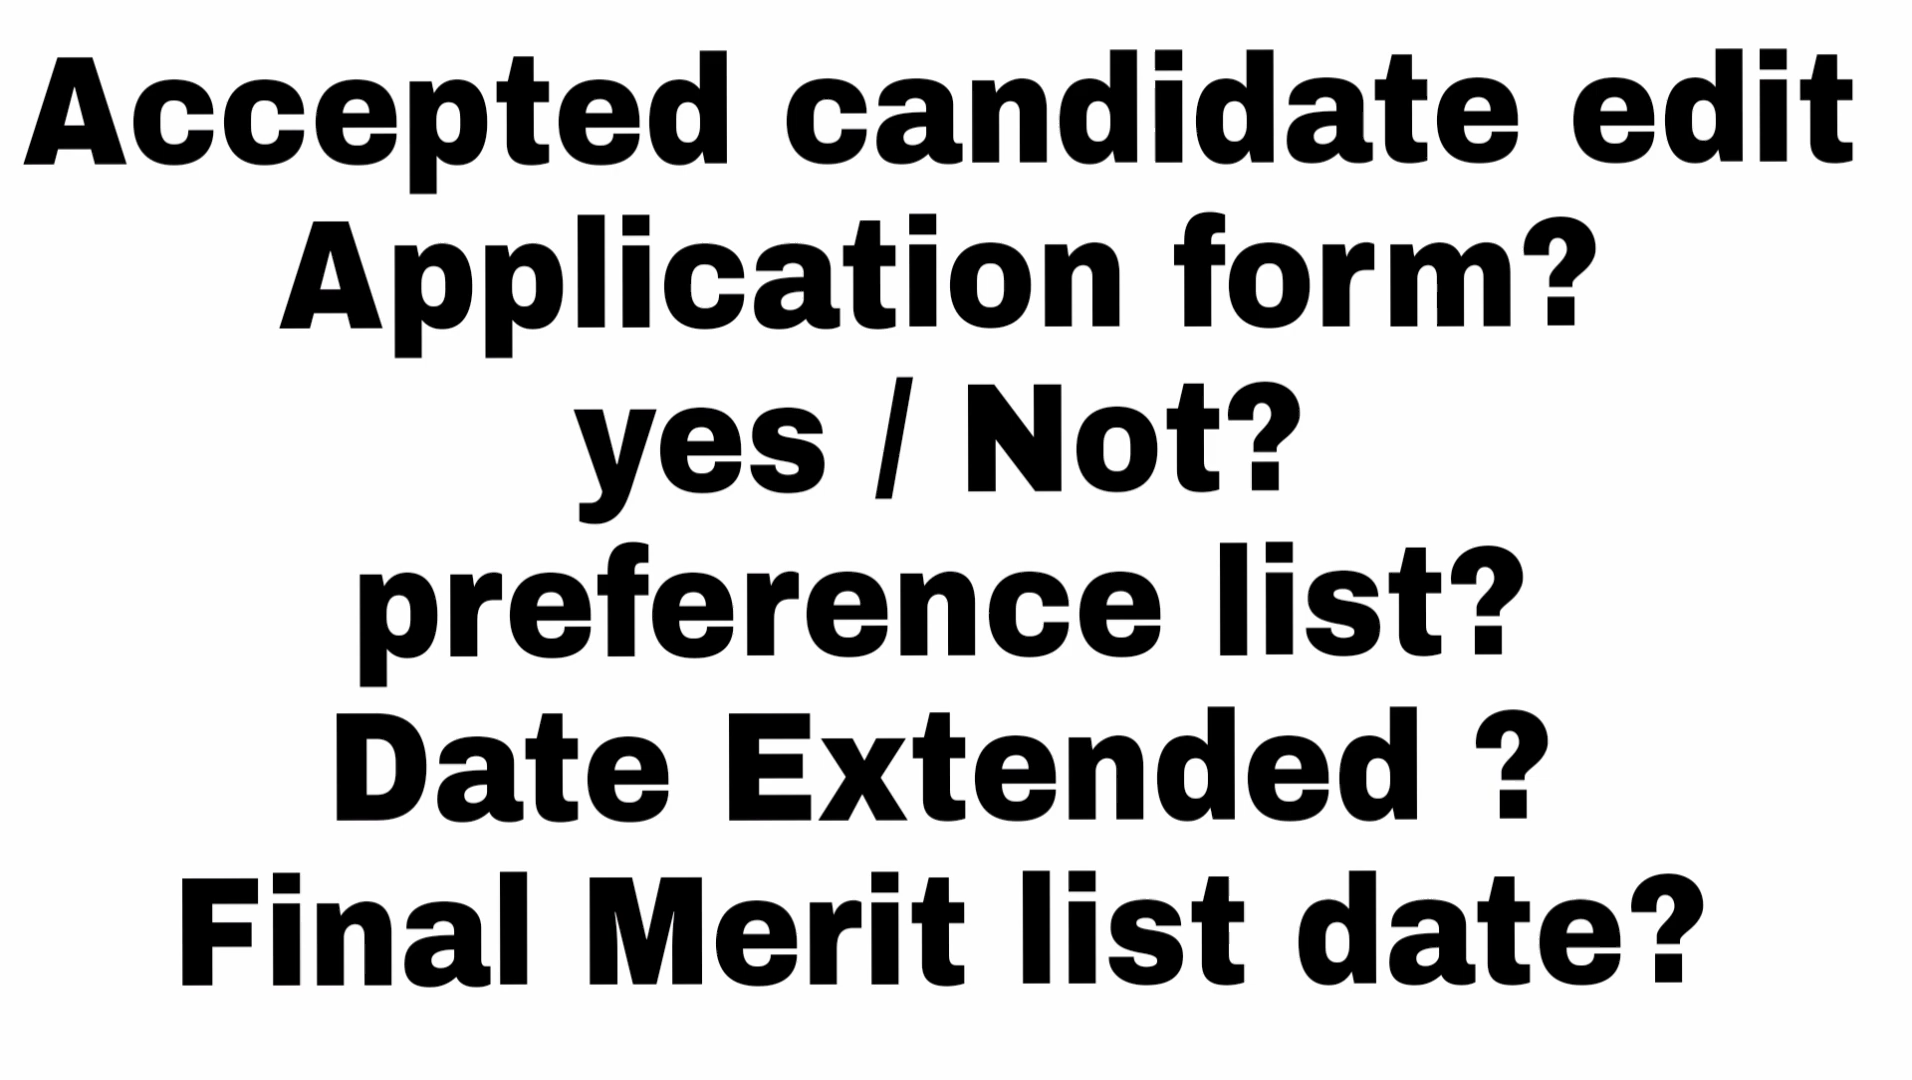 Accepted candidate edit
Application form?
yes / Not?
preference list?
Date Extended ?
Final Merit list date?